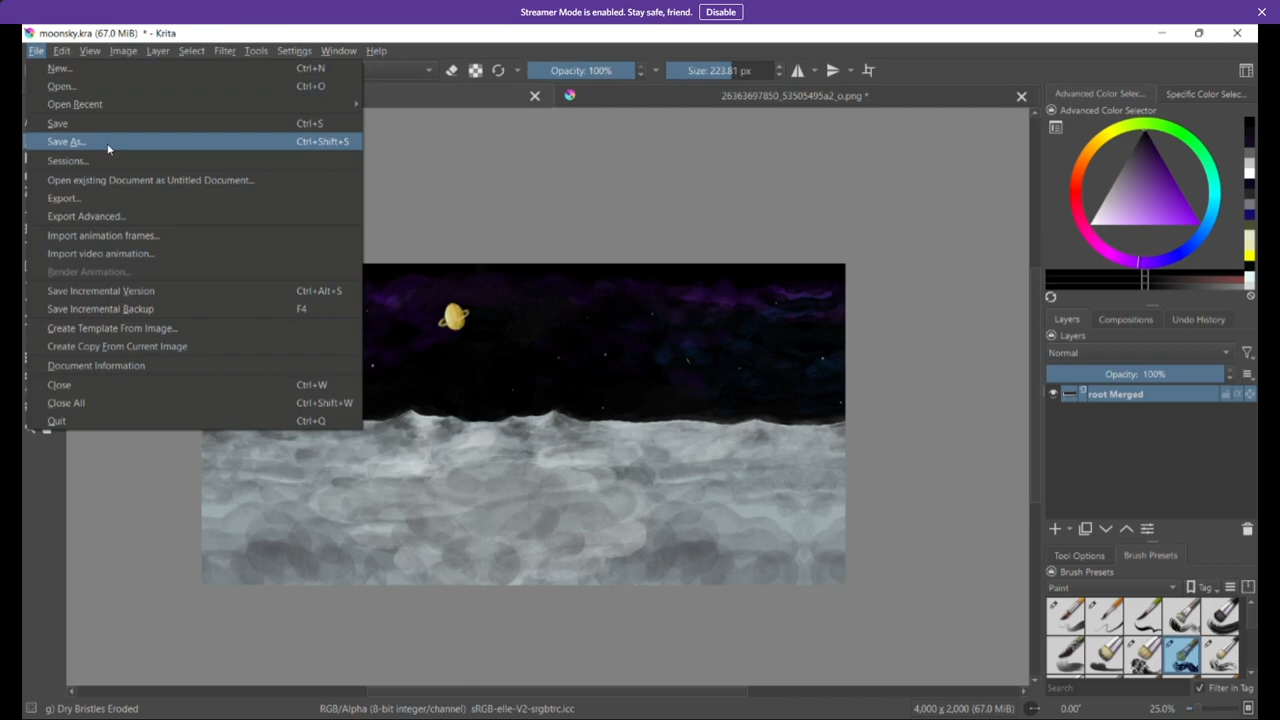 Streamer Mode is enabled. Stay safe, friend. Disable
moonsky.kra (67.0 MiB) * - Krita
File Edit View Image Layer Select Filter Tools Settings Window Help
New... Ctrl+N
Open... Ctrl+O
Open Recent
Save Ctrl+S
Save As... Ctrl+Shift+S
Sessions...
Open existing Document as Untitled Document...
Export...
Export Advanced...
Import animation frames...
Import video animation...
Render Animation...
Save Incremental Version Ctrl+Alt+S
Save Incremental Backup F4
Create Template From Image...
Create Copy From Current Image
Document Information
Close Ctrl+W
Close All Ctrl+Shift+W
Quit Ctrl+Q
Opacity: 100% Size: 223.81 px
26363697850_53505495a2_o.png *
Advanced Color Selec... Specific Color Selec...
Advanced Color Selector
Layers Compositions Undo History
Layers
Normal
Opacity: 100%
root Merged
Tool Options Brush Presets
Brush Presets
Paint Tag
Search Filter in Tag
g) Dry Bristles Eroded RGB/Alpha (8-bit integer/channel) sRGB-elle-V2-srgbtrc.icc 4,000 x 2,000 (67.0 MiB) 0.00° 25.0%